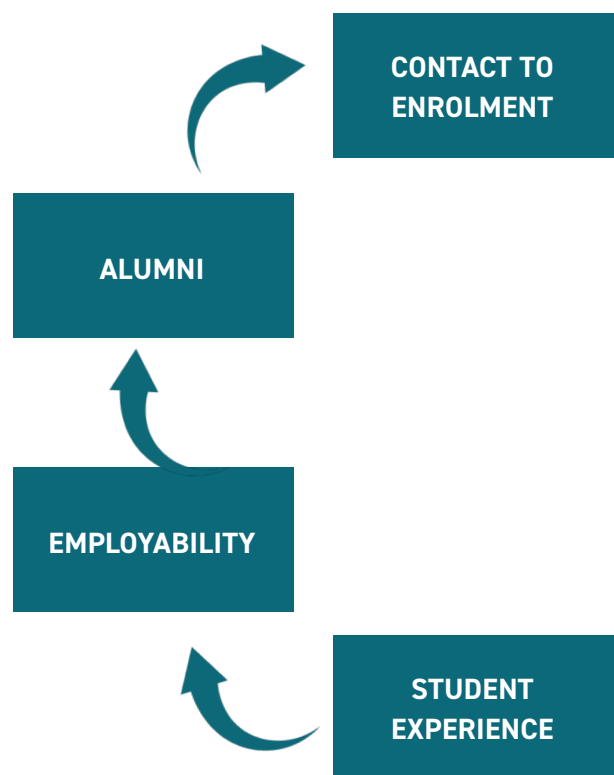 CONTACT TO
ENROLMENT
ALUMNI
EMPLOYABILITY
STUDENT
EXPERIENCE